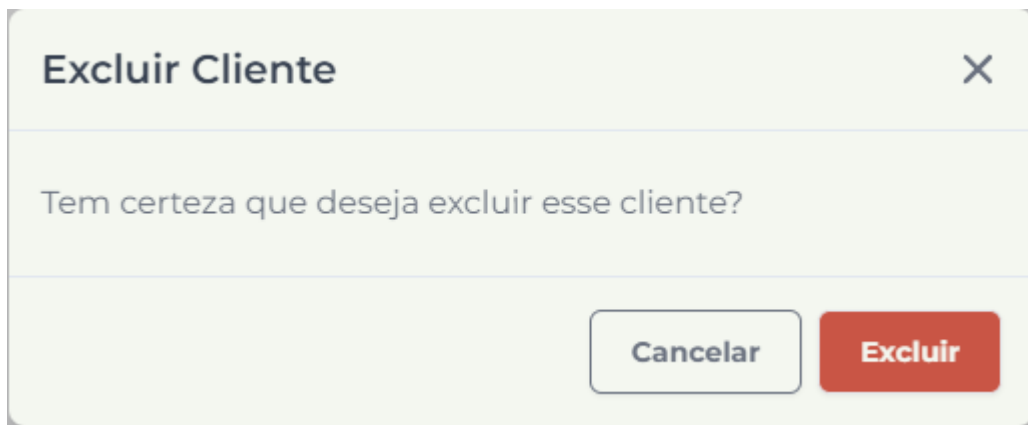 Excluir Cliente
Tem certeza que deseja excluir esse cliente?
Cancelar
Excluir